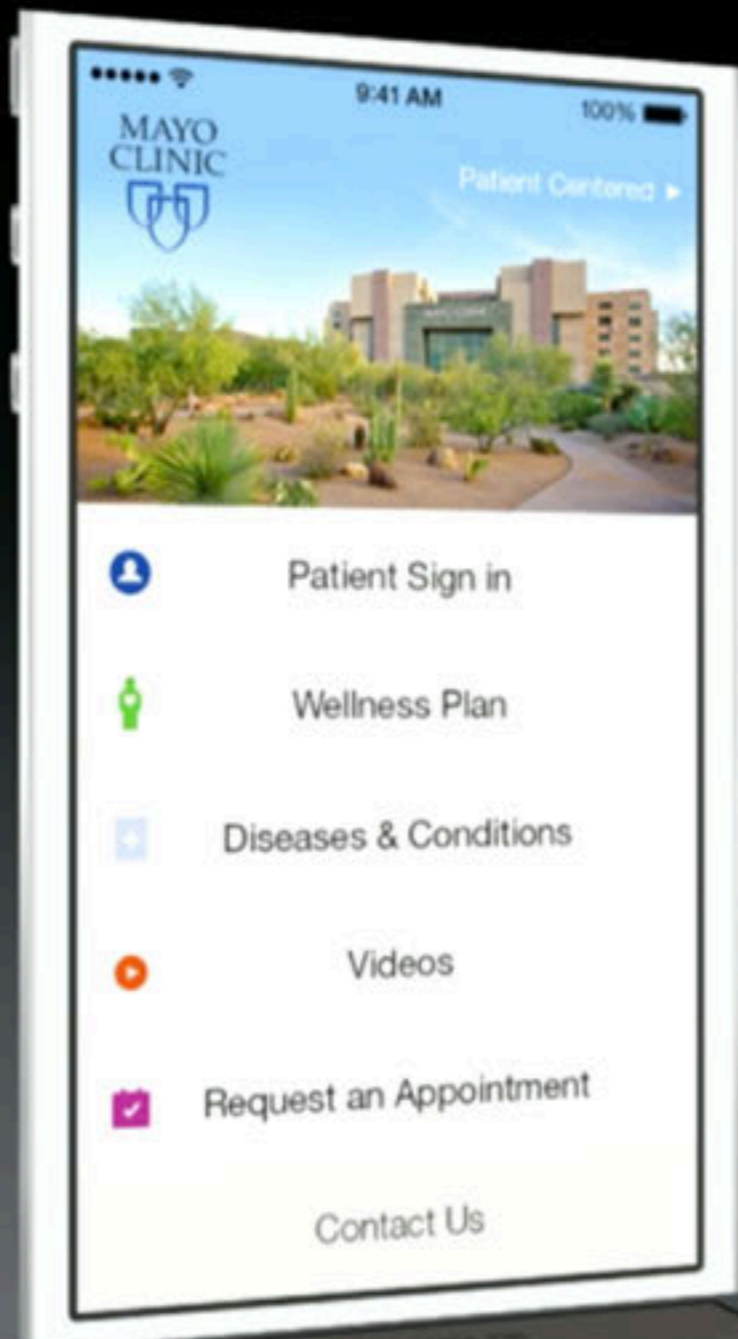 9:41 AM
100%
MAYO
CLINIC
Patient Centered
Patient Sign in
Wellness Plan
Diseases & Conditions
Videos
Request an Appointment
Contact Us